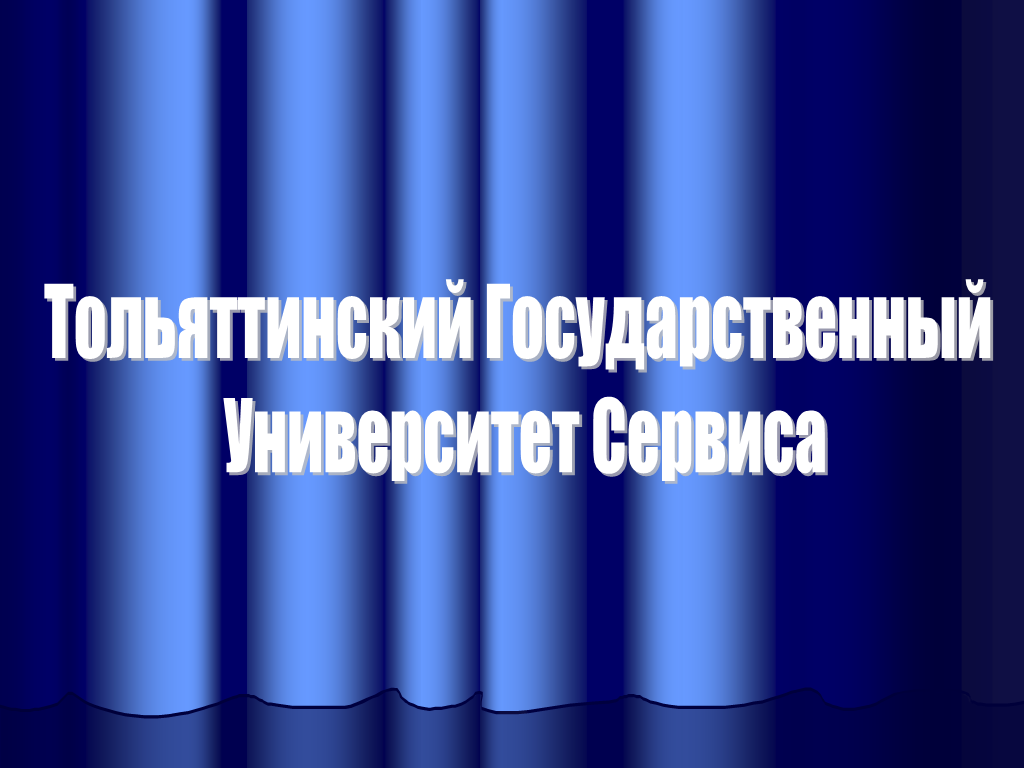 Тольяттинский Государственный
Университет Сервиса